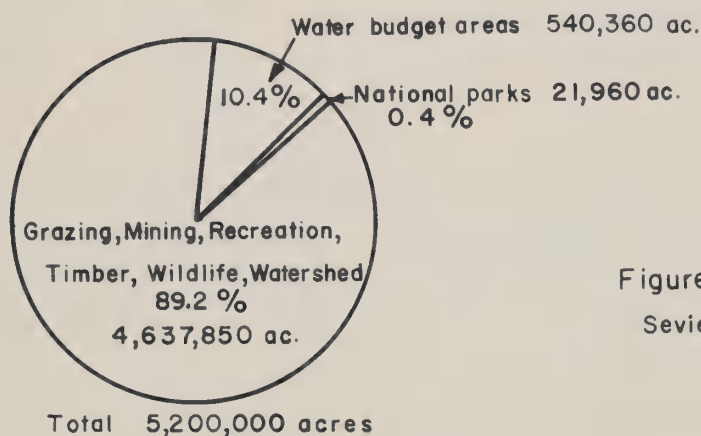 Water budget areas 540,360 ac.
10.4%
National parks 21,960 ac.
0.4%
Grazing, Mining, Recreation,
Timber, Wildlife, Watershed
89.2 %
4,637,850 ac.
Figure
Sevie
Total 5,200,000 acres